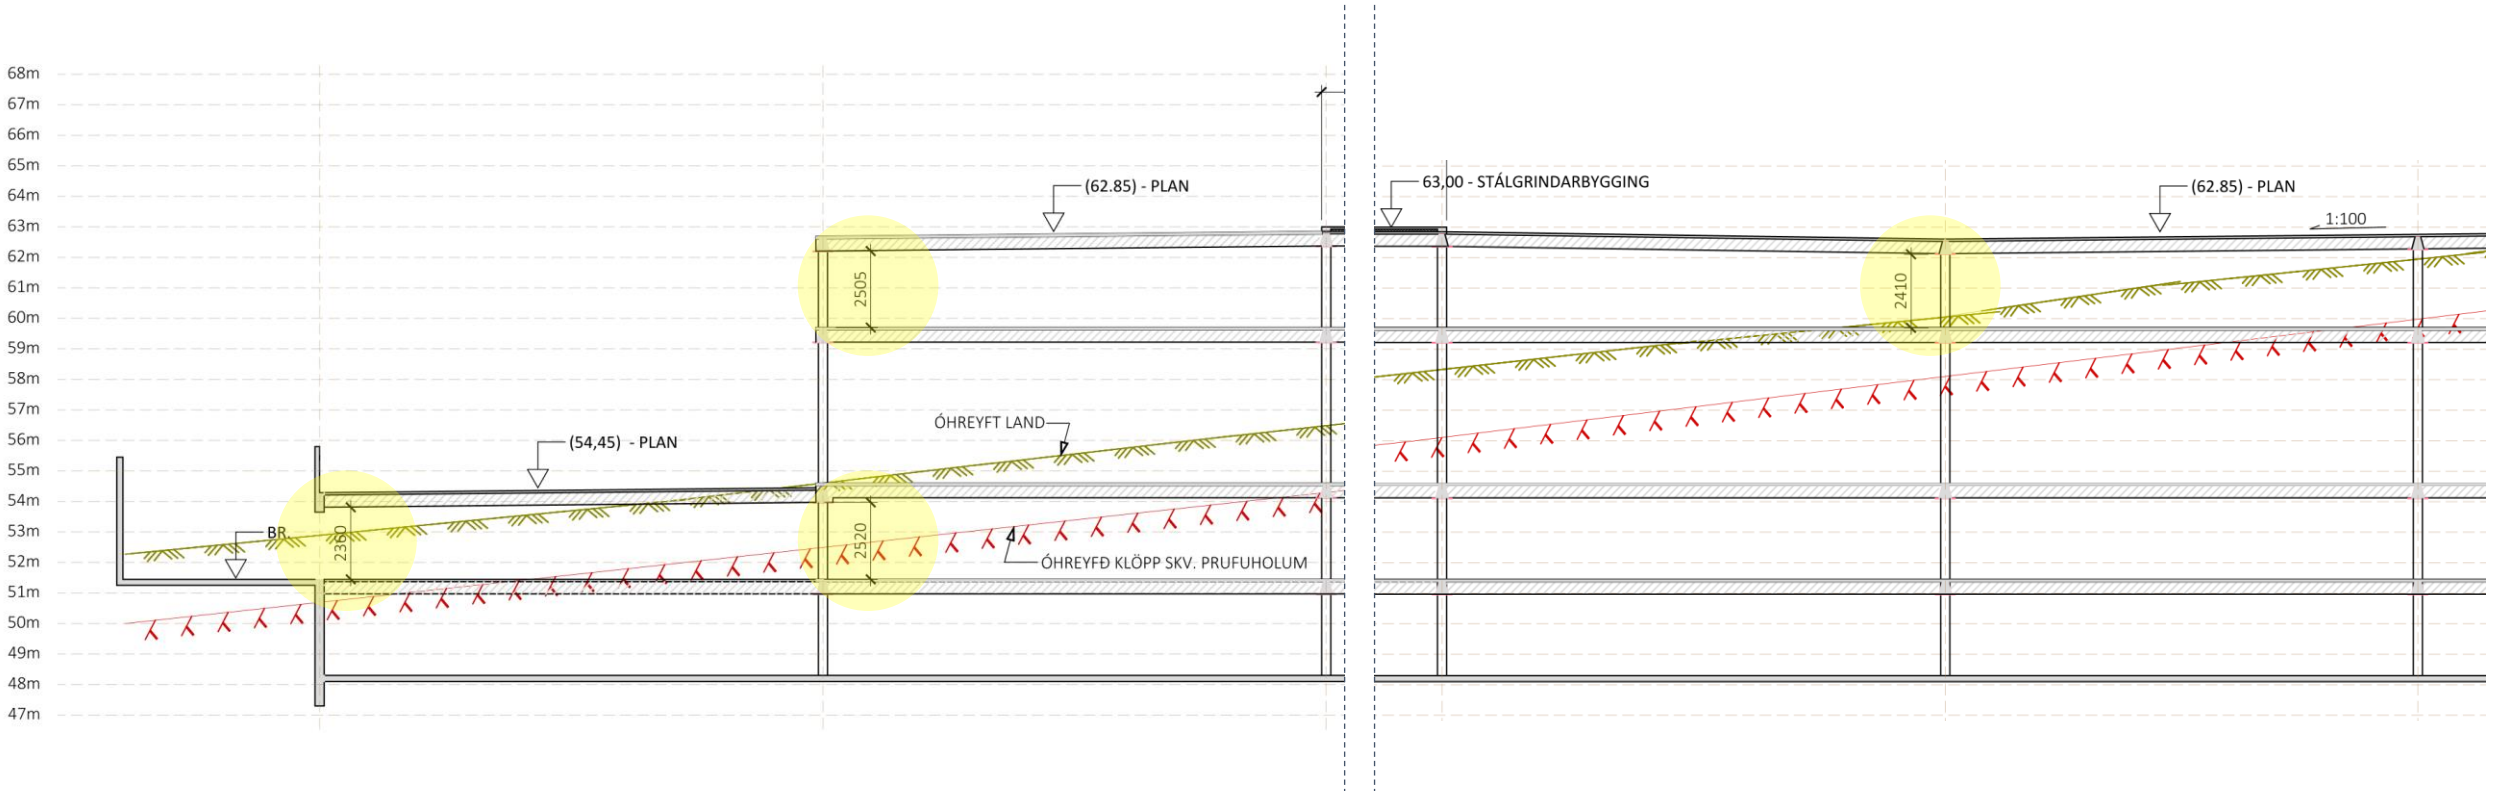 68m
67m
66m
65m
64m
63m
62m
61m
60m
59m
58m
57m
56m
55m
54m
53m
52m
51m
50m
49m
48m
47m
(62.85) - PLAN
63,00 - STÁLGRINDARBYGGING
(62.85) - PLAN
1:100
2505
2410
ÓHREYFT LAND
(54,45) - PLAN
BR.
2360
2520
ÓHREYFÐ KLÖPP SKV. PRUFUHOLUM